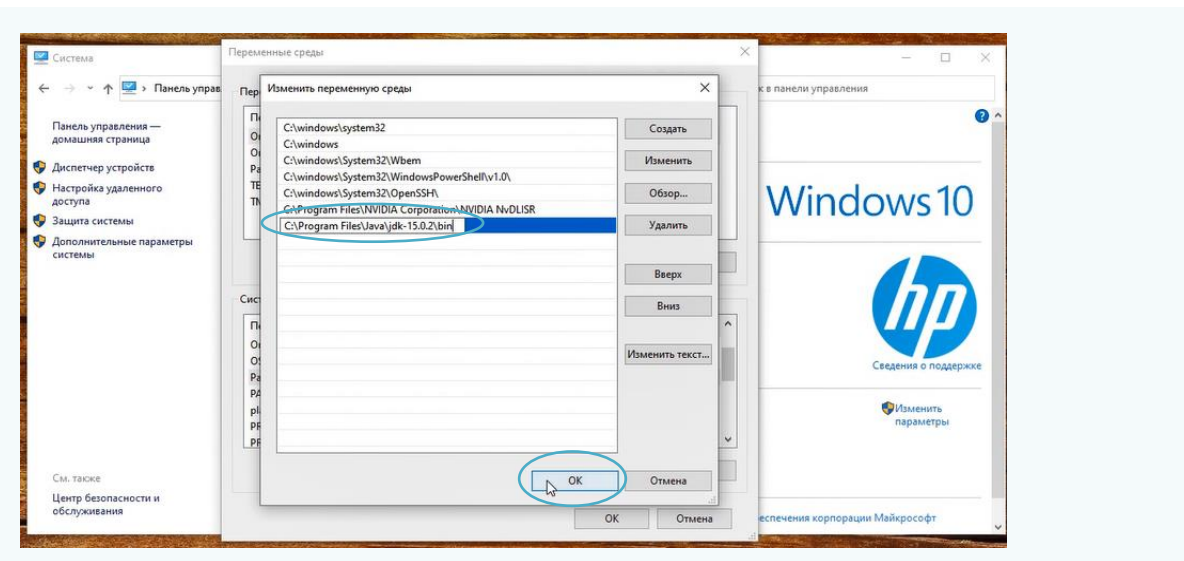 Система
Переменные среды
Панель управ
к в панели управления
Изменить переменную среды
Панель управления —
домашняя страница
Диспетчер устройств
Настройка удаленного
доступа
Защита системы
Дополнительные параметры
системы
См. также
Центр безопасности и
обслуживания
Пер
Сис
C:\windows\system32
C:\windows
C:\windows\System32\Wbem
C:\windows\System32\WindowsPowerShell\v1.0\
C:\windows\System32\OpenSSH\
C:\Program Files\NVIDIA Corporation\NVIDIA NvDLISR
C:\Program Files\Java\jdk-15.0.2\bin
Создать
Изменить
Обзор...
Удалить
Вверх
Вниз
Изменить текст...
OK
Отмена
OK
Отмена
Windows 10
hp
Сведения о поддержке
Изменить
параметры
еспечения корпорации Майкрософт